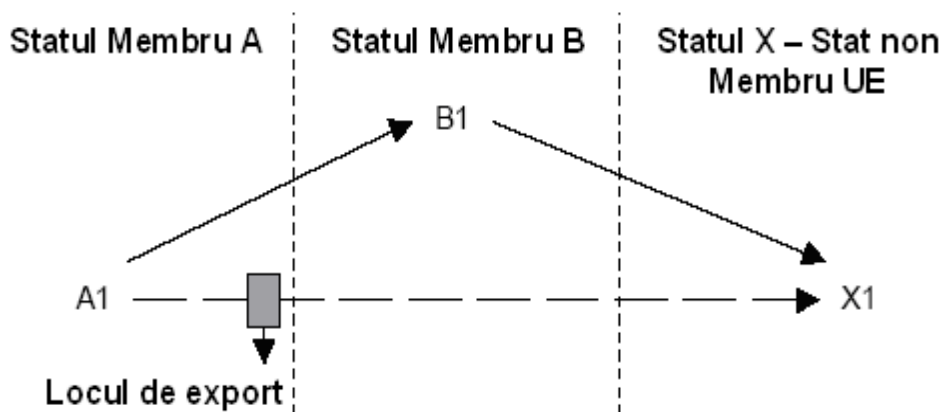 Statul Membru A
Statul Membru B
Statul X – Stat non
Membru UE
B1
A1
X1
Locul de export